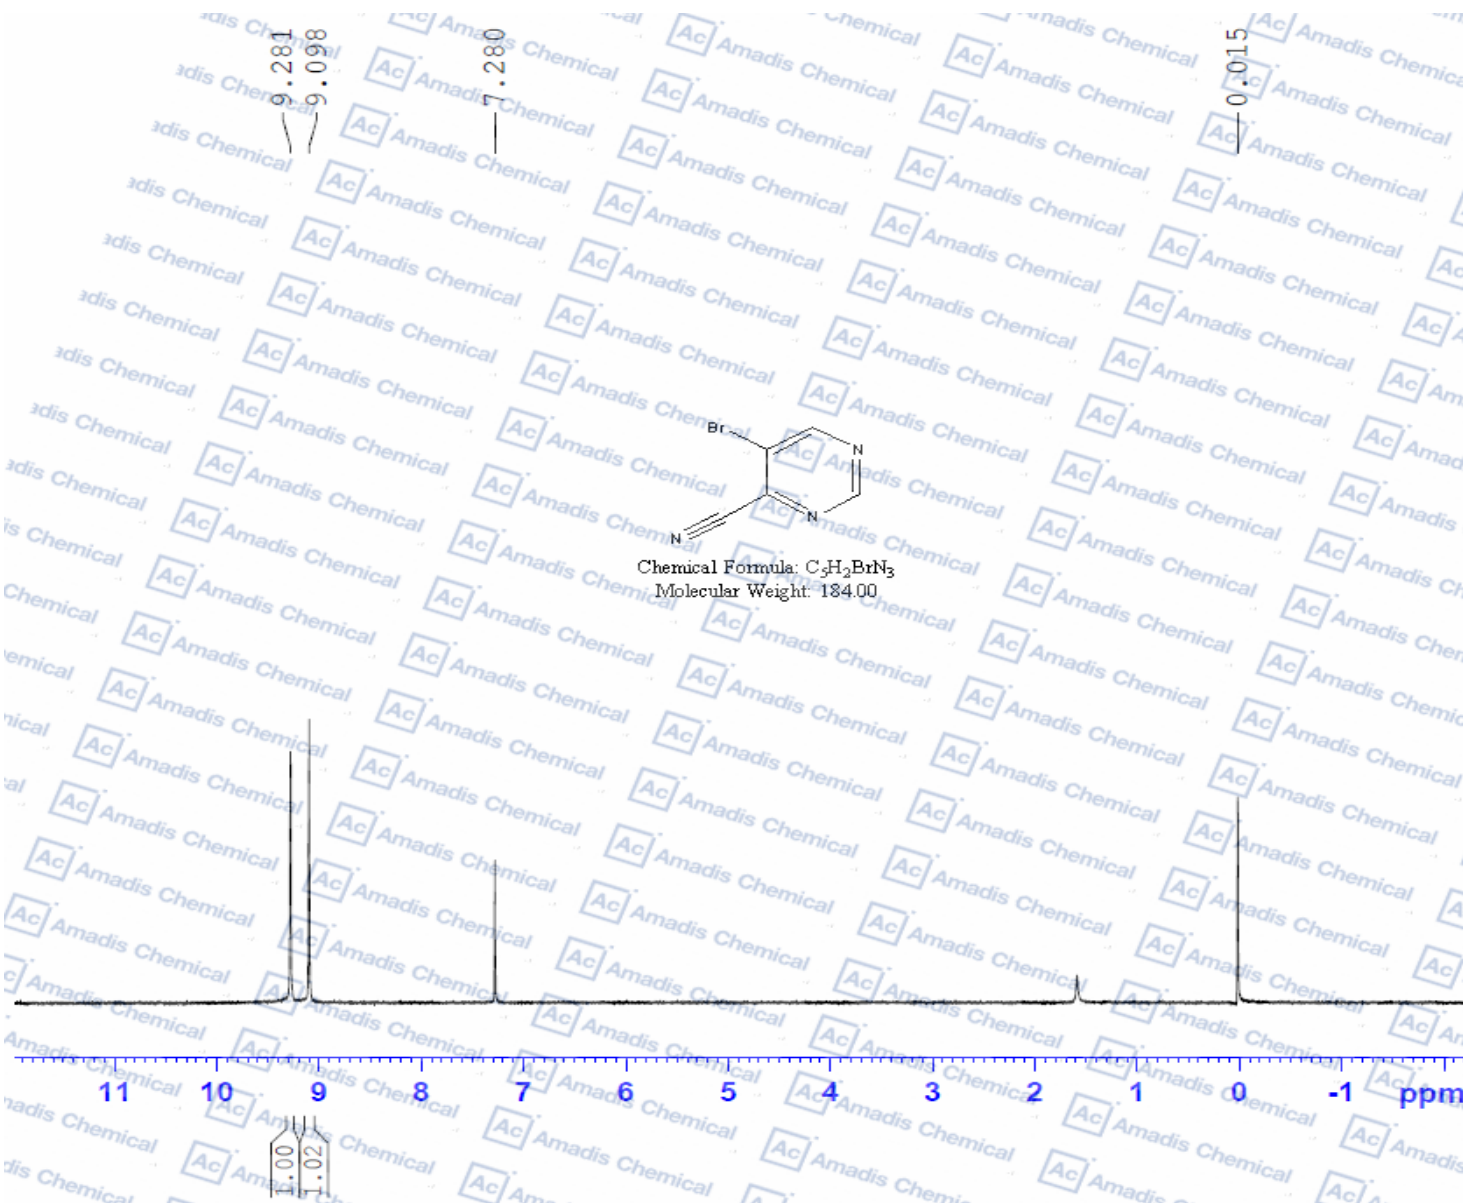 9.281
9.098
7.280
0.015
Br
N
N
N
Chemical Formula: C5H2BrN3
Molecular Weight: 184.00
11 10 9 8 7 6 5 4 3 2 1 0 -1 ppm
1.00
1.02
Ac Amadis Chemical